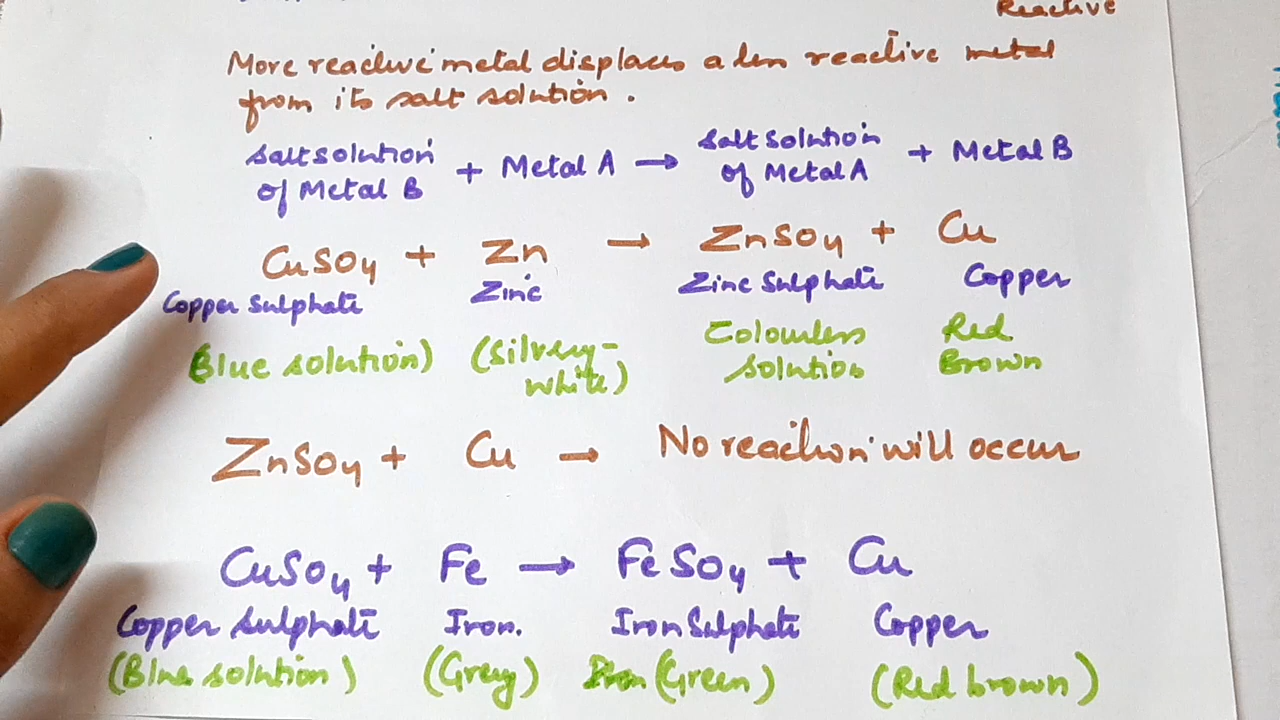 Reactive
More reactive metal displaces a less reactive metal
from its salt solution.
Salt solution of Metal B + Metal A → Salt solution of Metal A + Metal B
CuSO4 + Zn → ZnSO4 + Cu
Copper Sulphate Zinc Zinc Sulphate Copper
(Blue solution) (Silvery-white) Colourless solution Red Brown
ZnSO4 + Cu → No reaction will occur
CuSO4 + Fe → FeSO4 + Cu
Copper Sulphate Iron. Iron Sulphate Copper
(Blue solution) (Grey) (Green) (Red brown)